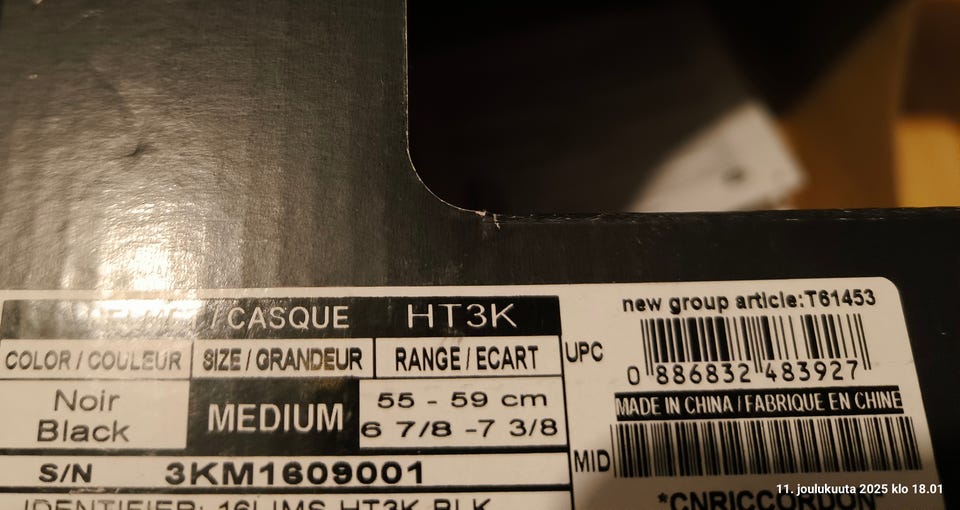 / CASQUE HT3K
COLOR / COULEUR SIZE / GRANDEUR RANGE / ECART
Noir
Black
MEDIUM
55 - 59 cm
6 7/8 -7 3/8
S/N 3KM1609001
new group article:T61453
UPC
0 886832 483927
MADE IN CHINA / FABRIQUE EN CHINE
MID
*CNRICCORDON
11. joulukuuta 2025 klo 18.01